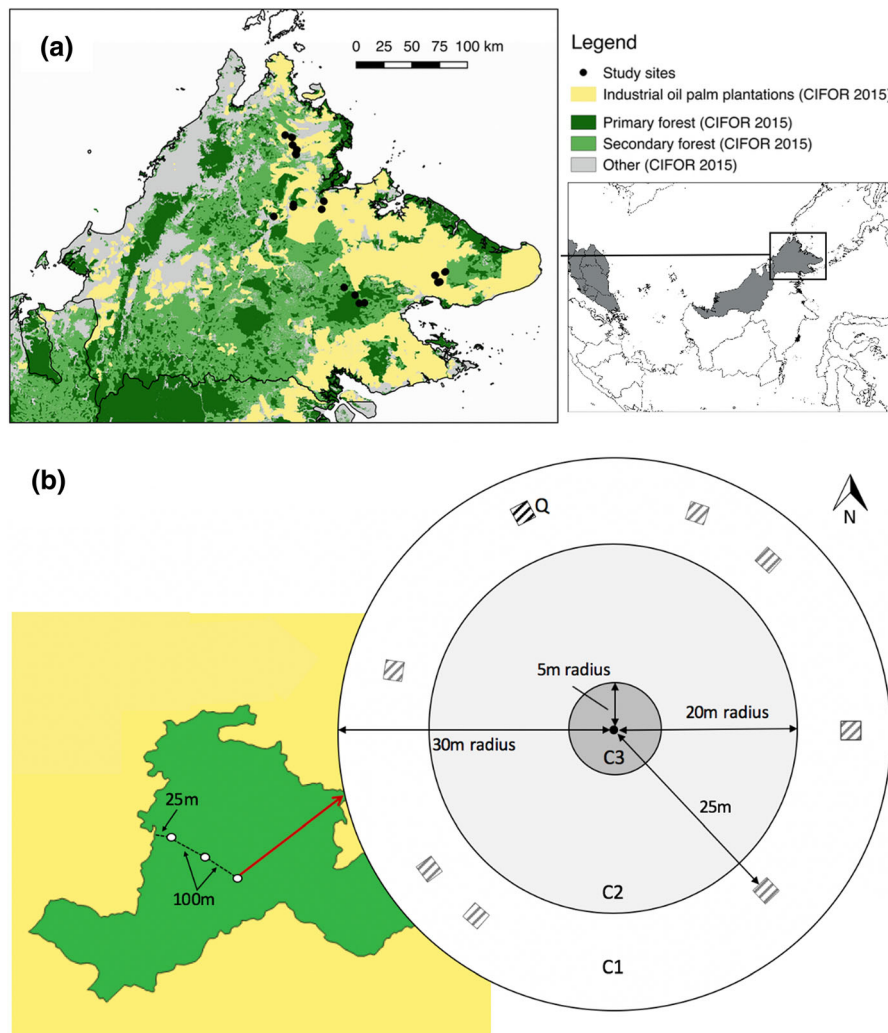 (a)
0 25 50 75 100 km
Legend
Study sites
Industrial oil palm plantations (CIFOR 2015)
Primary forest (CIFOR 2015)
Secondary forest (CIFOR 2015)
Other (CIFOR 2015)
(b)
Q
N
5m radius
20m radius
30m radius
C3
25m
25m
100m
C2
C1